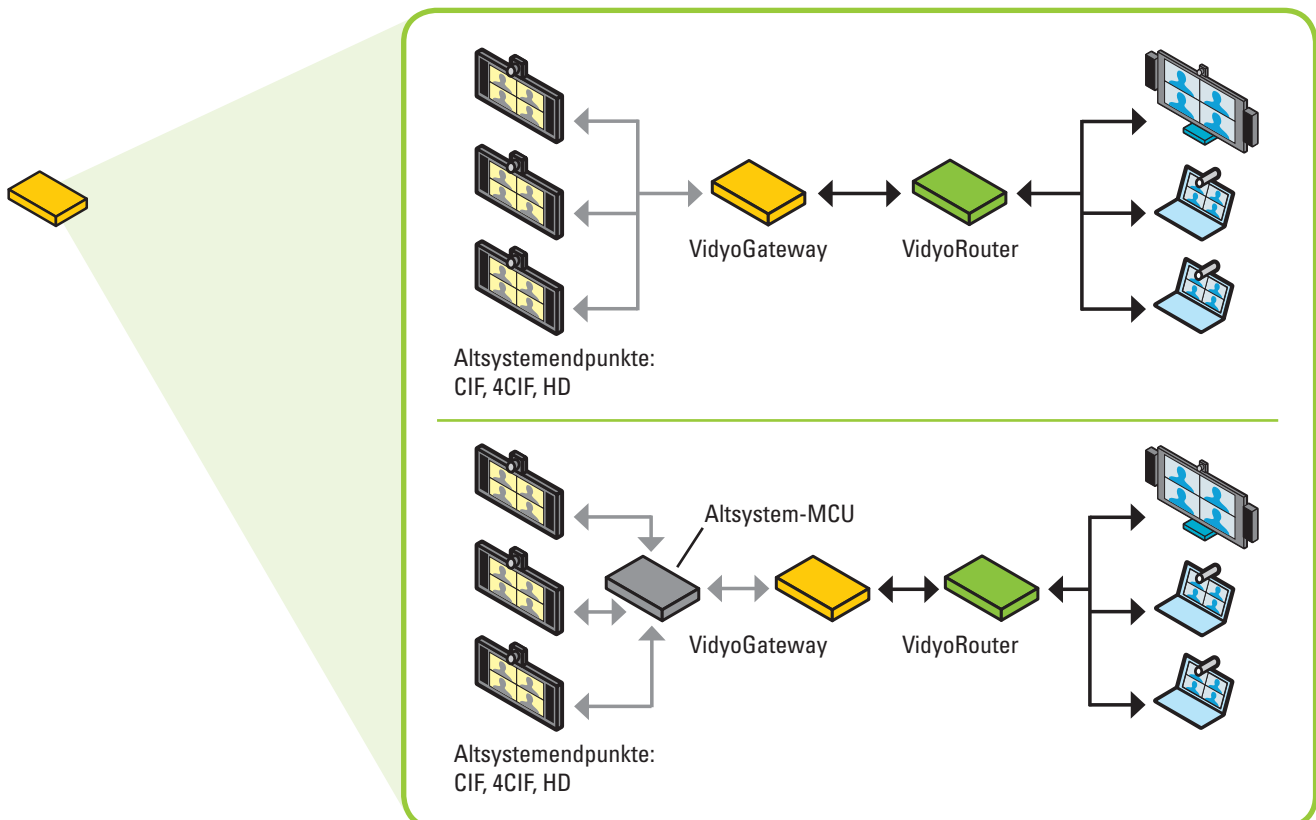 VidyoGateway
VidyoRouter
Altsystemendpunkte:
CIF, 4CIF, HD
Altsystem-MCU
VidyoGateway
VidyoRouter
Altsystemendpunkte:
CIF, 4CIF, HD